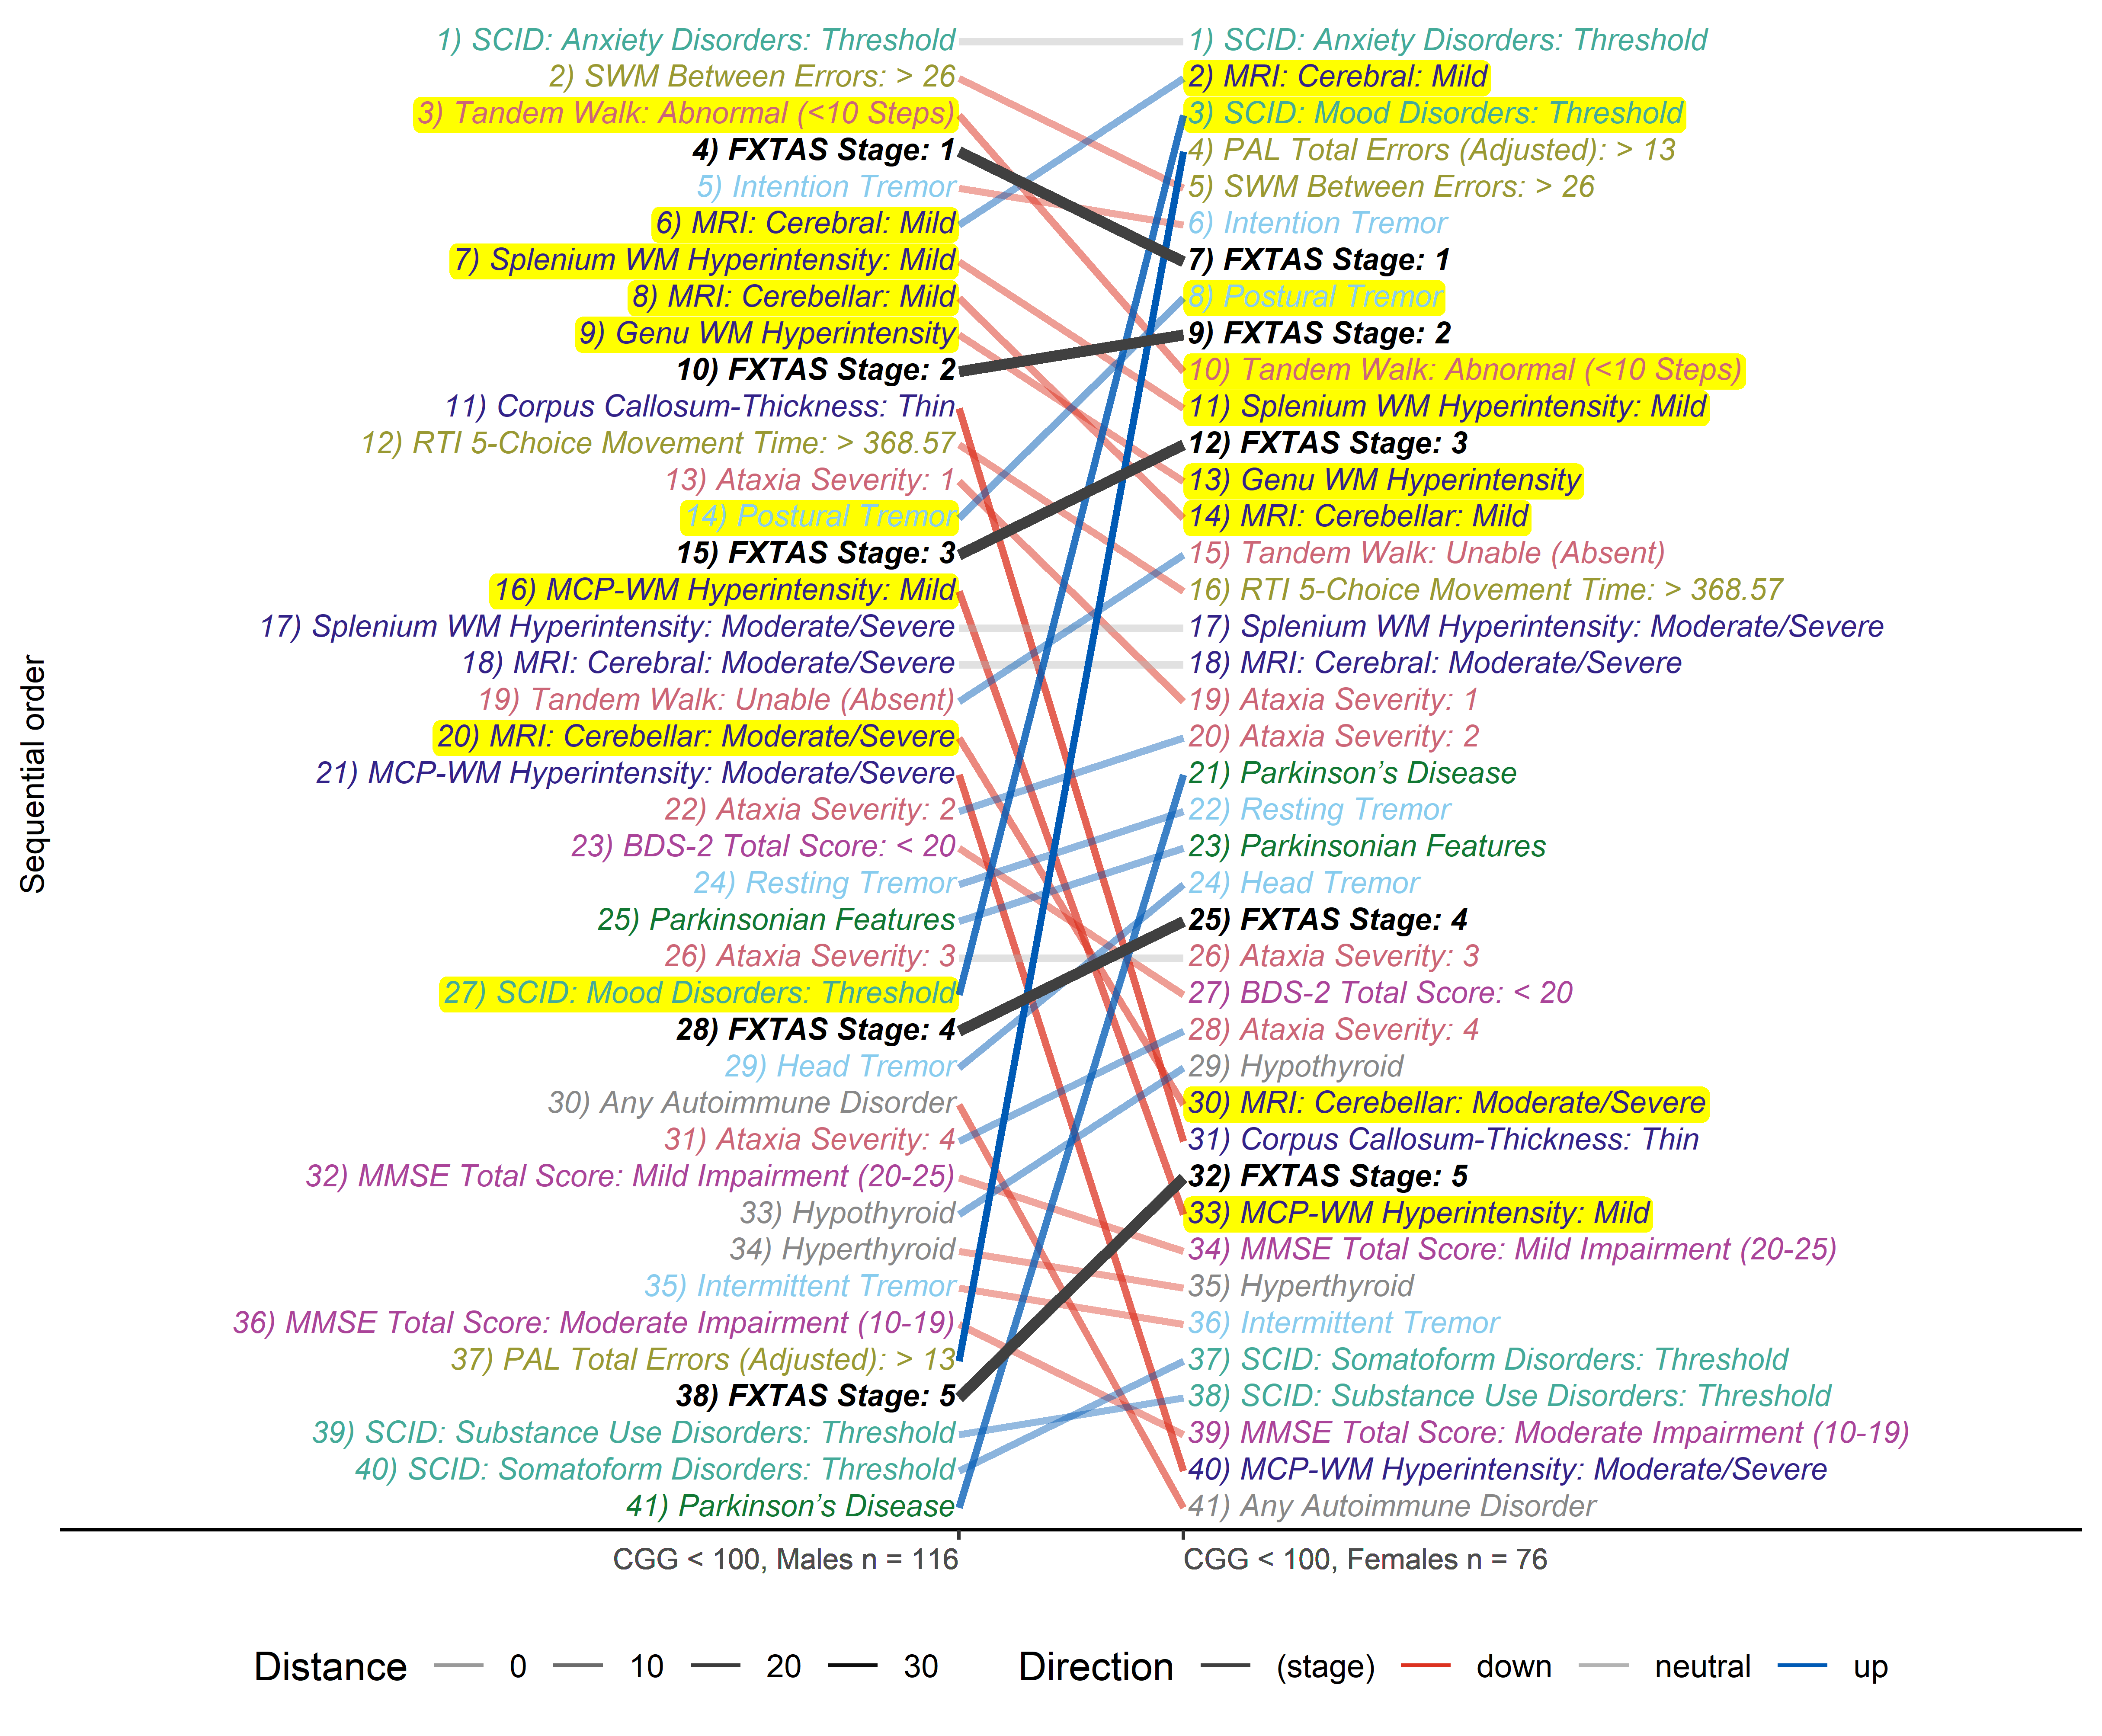 Sequential order
1) SCID: Anxiety Disorders: Threshold
2) SWM Between Errors: > 26
3) Tandem Walk: Abnormal (<10 Steps)
4) FXTAS Stage: 1
5) Intention Tremor
6) MRI: Cerebral: Mild
7) Splenium WM Hyperintensity: Mild
8) MRI: Cerebellar: Mild
9) Genu WM Hyperintensity
10) FXTAS Stage: 2
11) Corpus Callosum-Thickness: Thin
12) RTI 5-Choice Movement Time: > 368.57
13) Ataxia Severity: 1
14) Postural Tremor
15) FXTAS Stage: 3
16) MCP-WM Hyperintensity: Mild
17) Splenium WM Hyperintensity: Moderate/Severe
18) MRI: Cerebral: Moderate/Severe
19) Tandem Walk: Unable (Absent)
20) MRI: Cerebellar: Moderate/Severe
21) MCP-WM Hyperintensity: Moderate/Severe
22) Ataxia Severity: 2
23) BDS-2 Total Score: < 20
24) Resting Tremor
25) Parkinsonian Features
26) Ataxia Severity: 3
27) SCID: Mood Disorders: Threshold
28) FXTAS Stage: 4
29) Head Tremor
30) Any Autoimmune Disorder
31) Ataxia Severity: 4
32) MMSE Total Score: Mild Impairment (20-25)
33) Hypothyroid
34) Hyperthyroid
35) Intermittent Tremor
36) MMSE Total Score: Moderate Impairment (10-19)
37) PAL Total Errors (Adjusted): > 13
38) FXTAS Stage: 5
39) SCID: Substance Use Disorders: Threshold
40) SCID: Somatoform Disorders: Threshold
41) Parkinson's Disease
CGG < 100, Males n = 116
1) SCID: Anxiety Disorders: Threshold
2) MRI: Cerebral: Mild
3) SCID: Mood Disorders: Threshold
4) PAL Total Errors (Adjusted): > 13
5) SWM Between Errors: > 26
6) Intention Tremor
7) FXTAS Stage: 1
8) Postural Tremor
9) FXTAS Stage: 2
10) Tandem Walk: Abnormal (<10 Steps)
11) Splenium WM Hyperintensity: Mild
12) FXTAS Stage: 3
13) Genu WM Hyperintensity
14) MRI: Cerebellar: Mild
15) Tandem Walk: Unable (Absent)
16) RTI 5-Choice Movement Time: > 368.57
17) Splenium WM Hyperintensity: Moderate/Severe
18) MRI: Cerebral: Moderate/Severe
19) Ataxia Severity: 1
20) Ataxia Severity: 2
21) Parkinson's Disease
22) Resting Tremor
23) Parkinsonian Features
24) Head Tremor
25) FXTAS Stage: 4
26) Ataxia Severity: 3
27) BDS-2 Total Score: < 20
28) Ataxia Severity: 4
29) Hypothyroid
30) MRI: Cerebellar: Moderate/Severe
31) Corpus Callosum-Thickness: Thin
32) FXTAS Stage: 5
33) MCP-WM Hyperintensity: Mild
34) MMSE Total Score: Mild Impairment (20-25)
35) Hyperthyroid
36) Intermittent Tremor
37) SCID: Somatoform Disorders: Threshold
38) SCID: Substance Use Disorders: Threshold
39) MMSE Total Score: Moderate Impairment (10-19)
40) MCP-WM Hyperintensity: Moderate/Severe
41) Any Autoimmune Disorder
CGG < 100, Females n = 76
Distance 0 10 20 30 Direction (stage) down neutral up